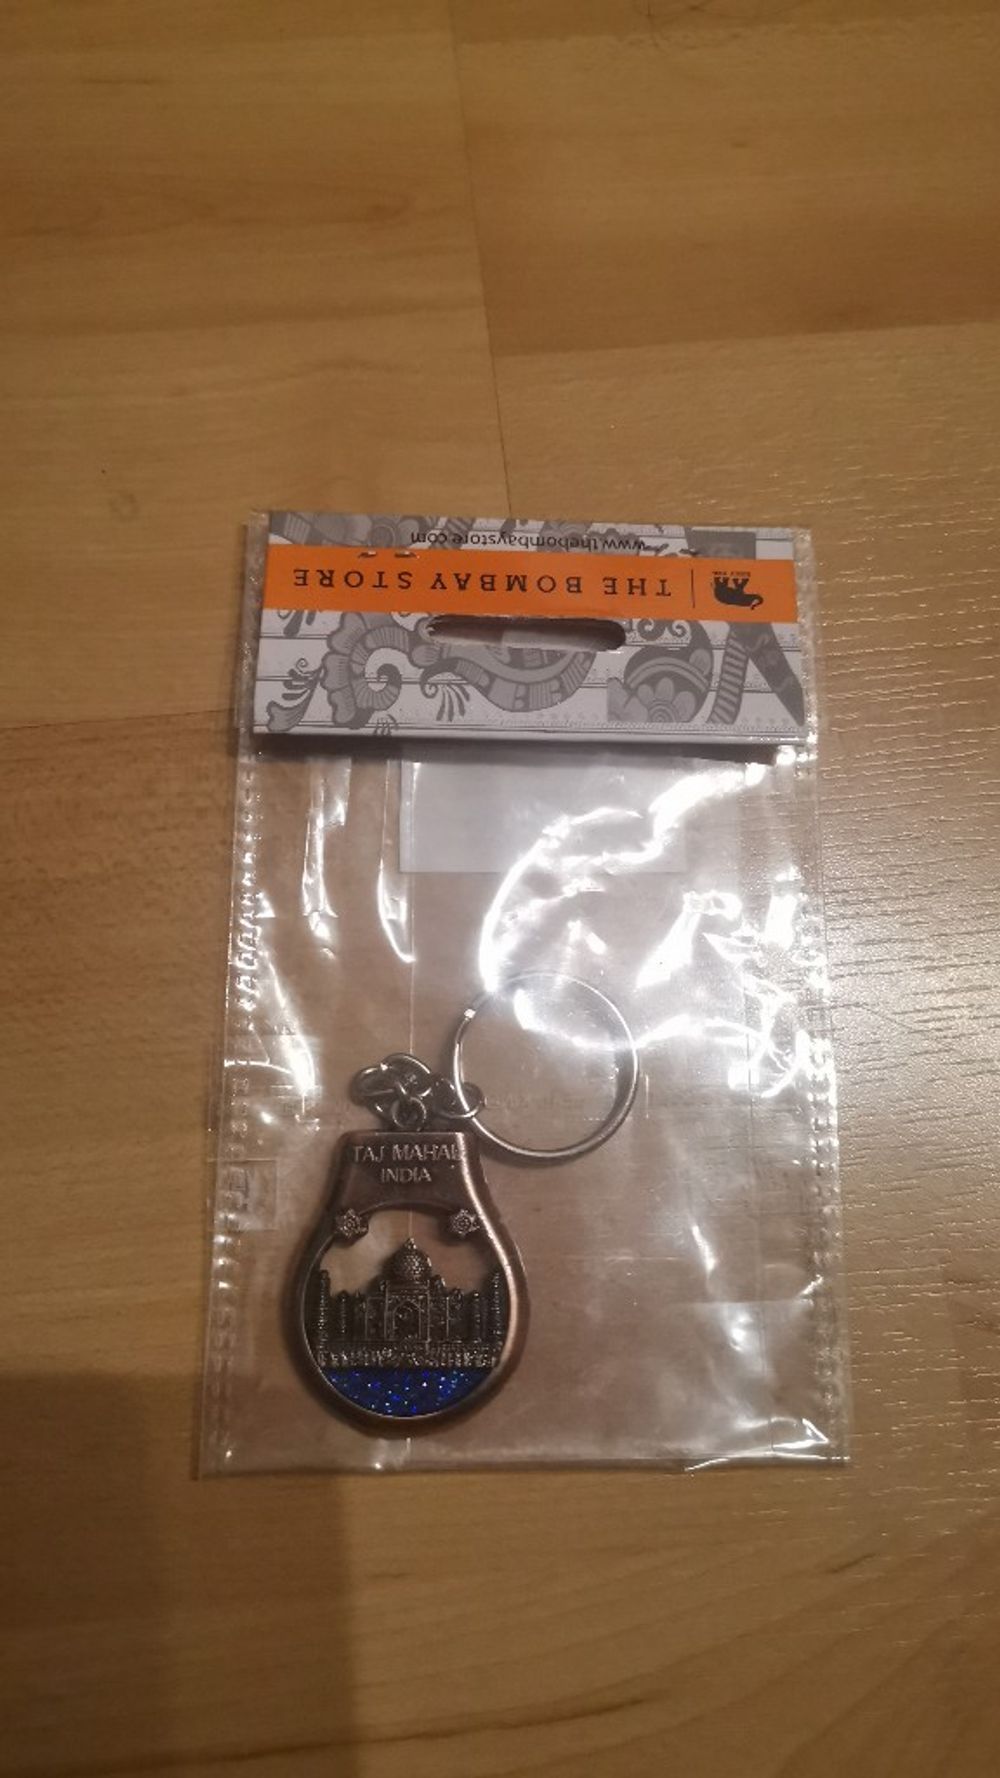 www.thebombaystore.com
THE BOMBAY STORE
TAJ MAHAL
INDIA